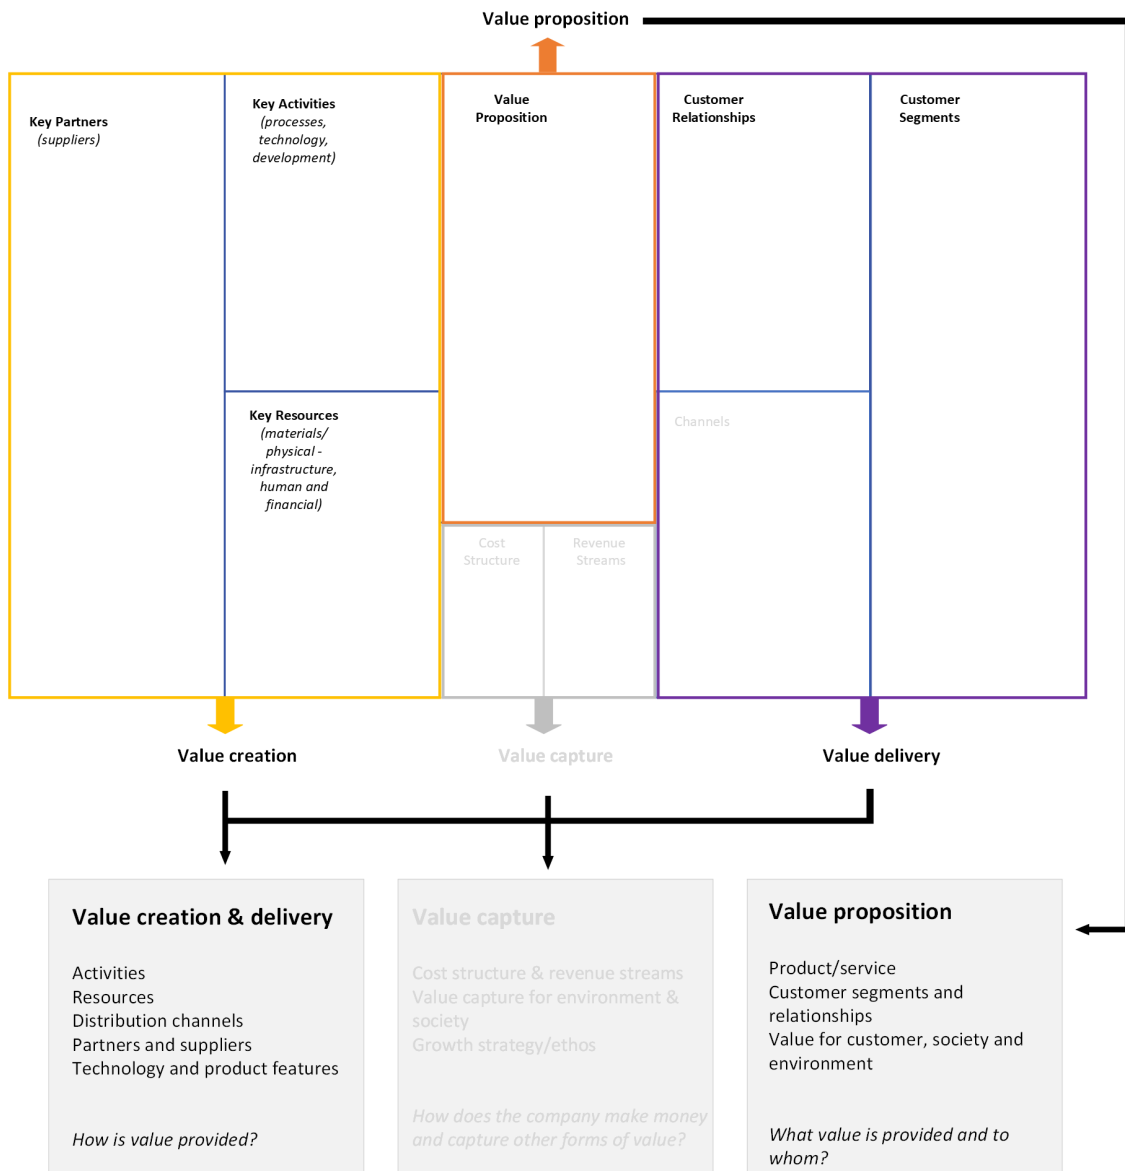 Value proposition
Key Partners
(suppliers)
Key Activities
(processes,
technology,
development)
Value
Proposition
Customer
Relationships
Customer
Segments
Key Resources
(materials/
physical -
infrastructure,
human and
financial)
Channels
Cost
Structure
Revenue
Streams
Value creation
Value capture
Value delivery
Value creation & delivery
Activities
Resources
Distribution channels
Partners and suppliers
Technology and product features
How is value provided?
Value capture
Cost structure & revenue streams
Value capture for environment &
society
Growth strategy/ethos
How does the company make money
and capture other forms of value?
Value proposition
Product/service
Customer segments and
relationships
Value for customer, society and
environment
What value is provided and to
whom?